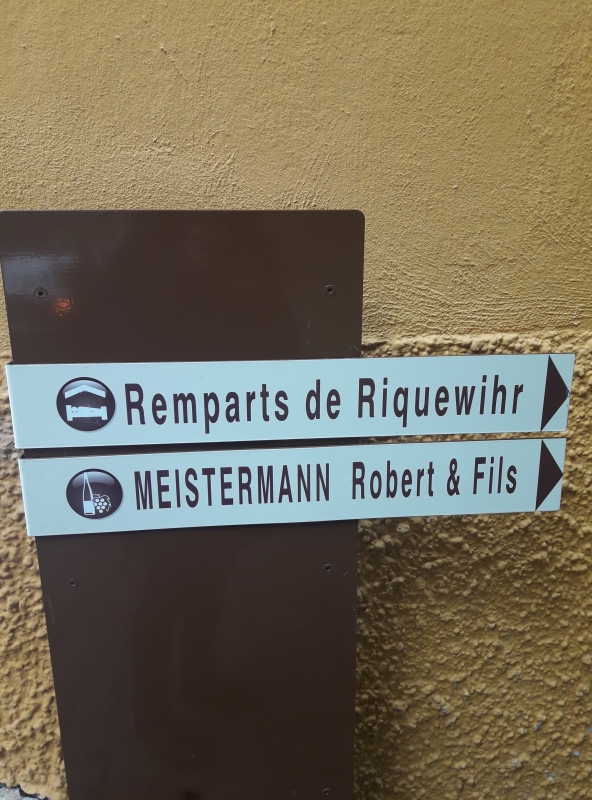 Remparts de Riquewihr
MEISTERMANN Robert & Fils